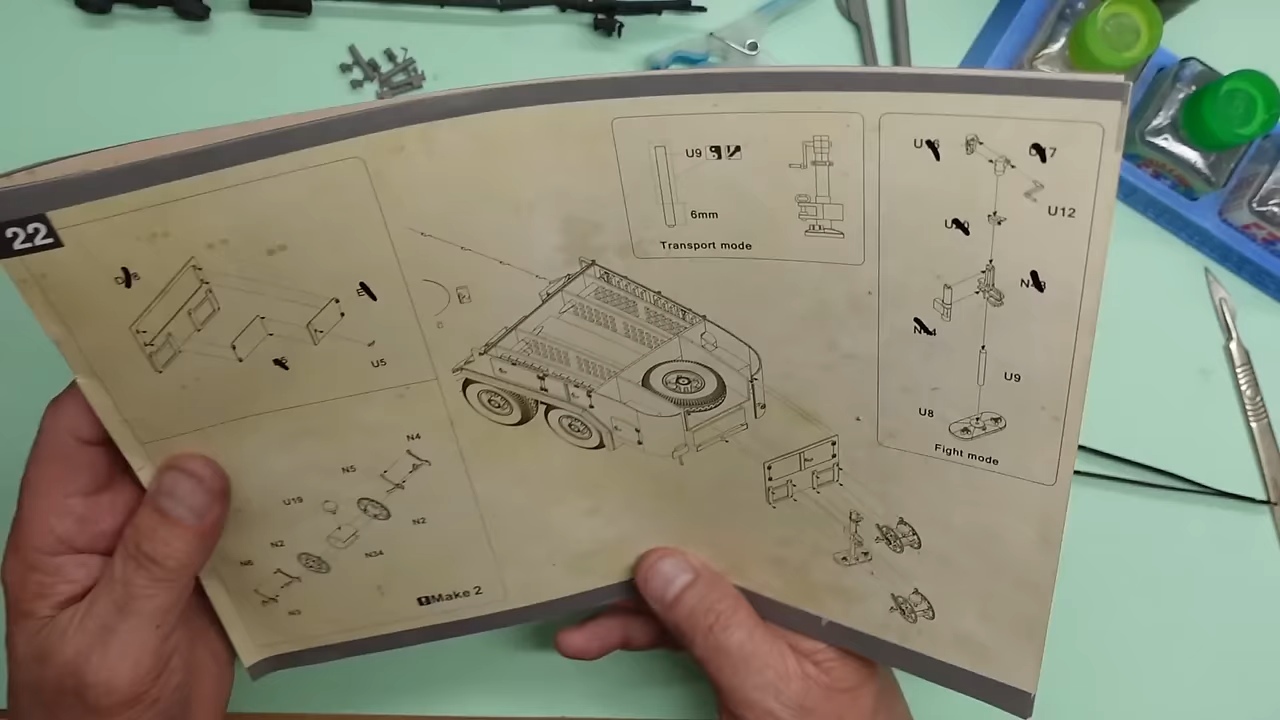 22
U5
N4
N5
U19
N2
N2
N34
N3
Make 2
U9
6mm
Transport mode
U12
U9
U8
Fight mode